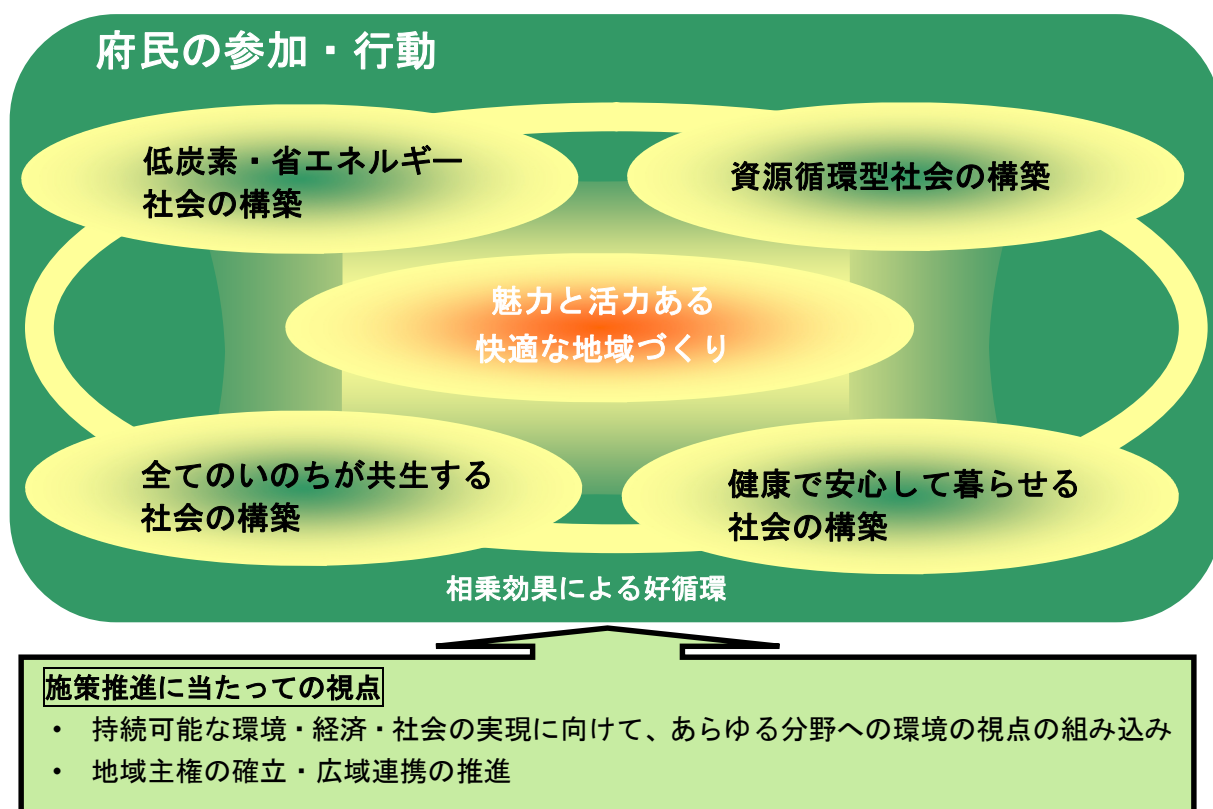 府民の参加・行動
低炭素・省エネルギー
社会の構築
資源循環型社会の構築
魅力と活力ある
快適な地域づくり
全てのいのちが共生する
社会の構築
健康で安心して暮らせる
社会の構築
相乗効果による好循環
施策推進に当たっての視点
• 持続可能な環境・経済・社会の実現に向けて、あらゆる分野への環境の視点の組み込み
• 地域主権の確立・広域連携の推進